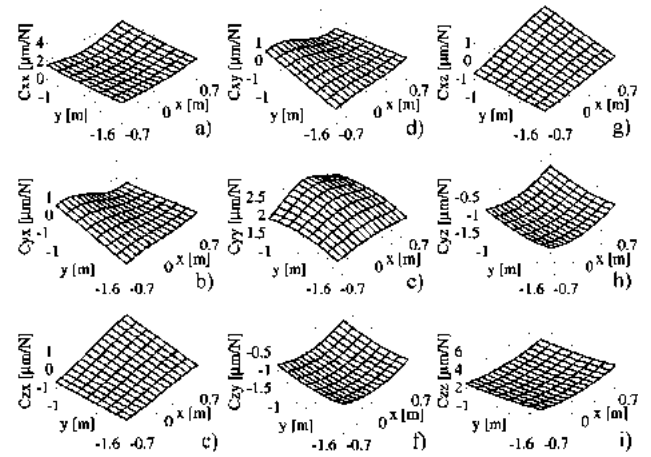 Cxx [μm/N]
4
2
0
-1
y [m]
-1.6 -0.7
0
x [m]
0.7
a)
Cxy [μm/N]
1
0
-1
-1
y [m]
-1.6 -0.7
0
x [m]
0.7
d)
Cxz [μm/N]
1
0
-1
-1
y [m]
-1.6 -0.7
0
x [m]
0.7
g)
Cyx [μm/N]
1
0
-1
-1
y [m]
-1.6 -0.7
0
x [m]
0.7
b)
Cyy [μm/N]
2.5
2
1.5
-1
y [m]
-1.6 -0.7
0
x [m]
0.7
e)
Cyz [μm/N]
-0.5
-1
-1.5
-1
y [m]
-1.6 -0.7
0
x [m]
0.7
h)
Czx [μm/N]
1
0
-1
-1
y [m]
-1.6 -0.7
0
x [m]
0.7
c)
Czy [μm/N]
-0.5
-1
-1.5
-1
y [m]
-1.6 -0.7
0
x [m]
0.7
f)
Czz [μm/N]
6
4
2
-1
y [m]
-1.6 -0.7
0
x [m]
0.7
i)